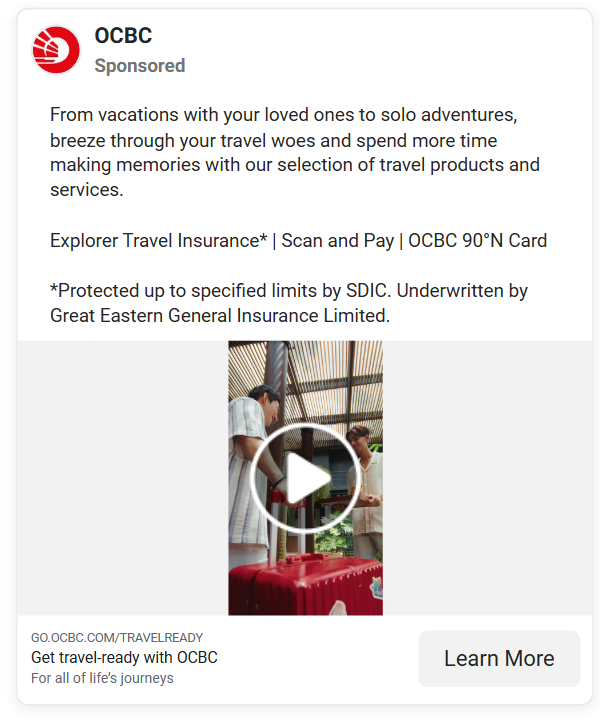 OCBC
Sponsored
From vacations with your loved ones to solo adventures,
breeze through your travel woes and spend more time
making memories with our selection of travel products and
services.
Explorer Travel Insurance* | Scan and Pay | OCBC 90°N Card
*Protected up to specified limits by SDIC. Underwritten by
Great Eastern General Insurance Limited.
GO.OCBC.COM/TRAVELREADY
Get travel-ready with OCBC
For all of life’s journeys
Learn More